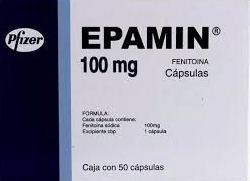 Pfizer
EPAMIN®
100 mg
FENITOINA
Cápsulas
FORMULA:
Cada cápsula contiene:
Fenitoína sódica 100mg
Excipiente cbp 1 cápsula
Caja con 50 cápsulas